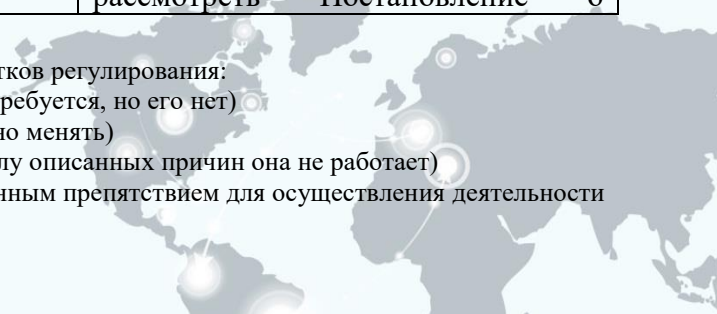 рассмотреть Постановление о
тков регулирования:
ребуется, но его нет)
но менять)
лу описанных причин она не работает)
нным препятствием для осуществления деятельности